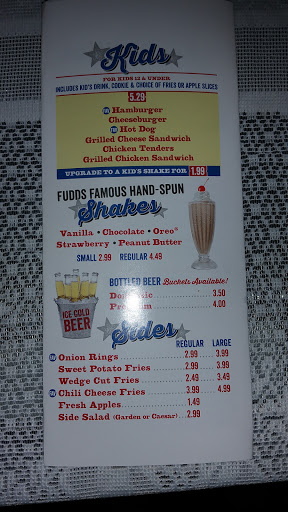 Kids
FOR KIDS 12 & UNDER
INCLUDES KID'S DRINK, COOKIE & CHOICE OF FRIES OR APPLE SLICES
5.29
Hamburger
Cheeseburger
Hot Dog
Grilled Cheese Sandwich
Chicken Tenders
Grilled Chicken Sandwich
UPGRADE TO A KID'S SHAKE FOR 1.99
FUDDS FAMOUS HAND-SPUN
Shakes
Vanilla • Chocolate • Oreo®
Strawberry • Peanut Butter
SMALL 2.99 REGULAR 4.49
BOTTLED BEER Buckets Available!
Domestic 3.50
Premium 4.00
ICE COLD
BEER
Sides
REGULAR LARGE
Onion Rings 2.99 3.99
Sweet Potato Fries 2.99 3.99
Wedge Cut Fries 2.49 3.49
Chili Cheese Fries 3.99 4.99
Fresh Apples 1.49
Side Salad (Garden or Caesar) 2.99